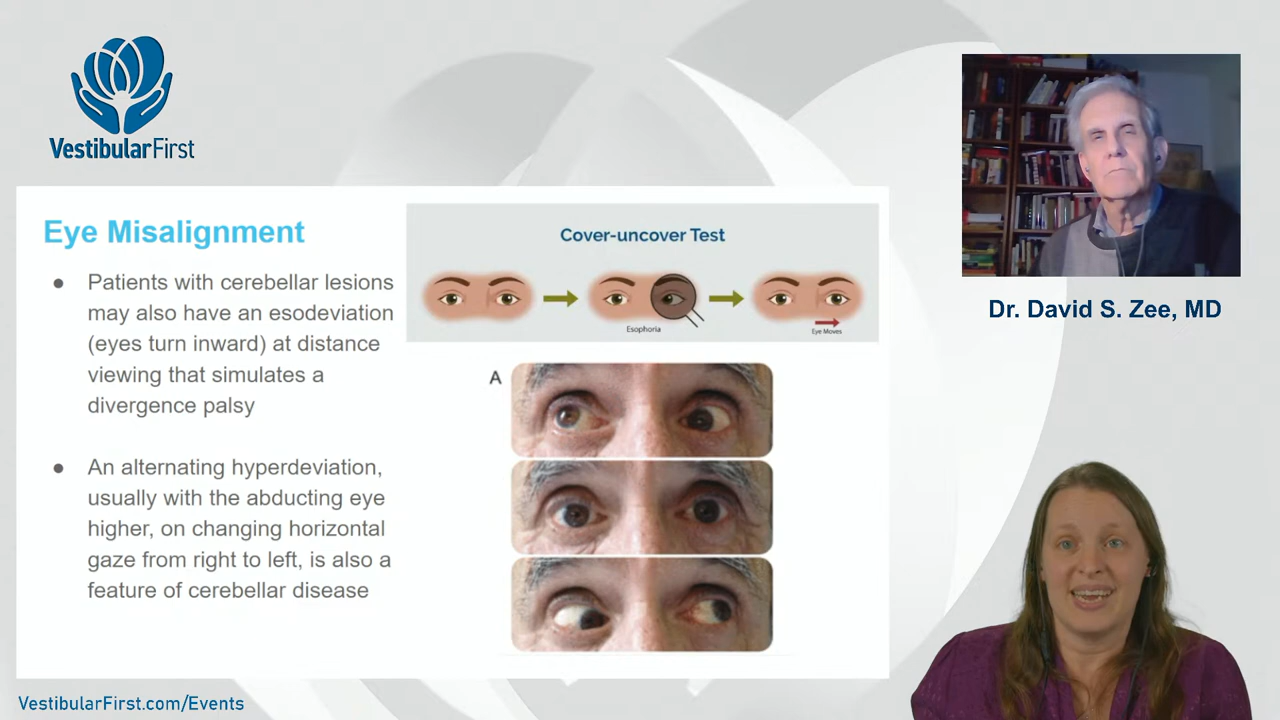 VestibularFirst
Eye Misalignment
● Patients with cerebellar lesions
may also have an esodeviation
(eyes turn inward) at distance
viewing that simulates a
divergence palsy
● An alternating hyperdeviation,
usually with the abducting eye
higher, on changing horizontal
gaze from right to left, is also a
feature of cerebellar disease
Cover-uncover Test
Esophoria
Eye Moves
A
Dr. David S. Zee, MD
VestibularFirst.com/Events